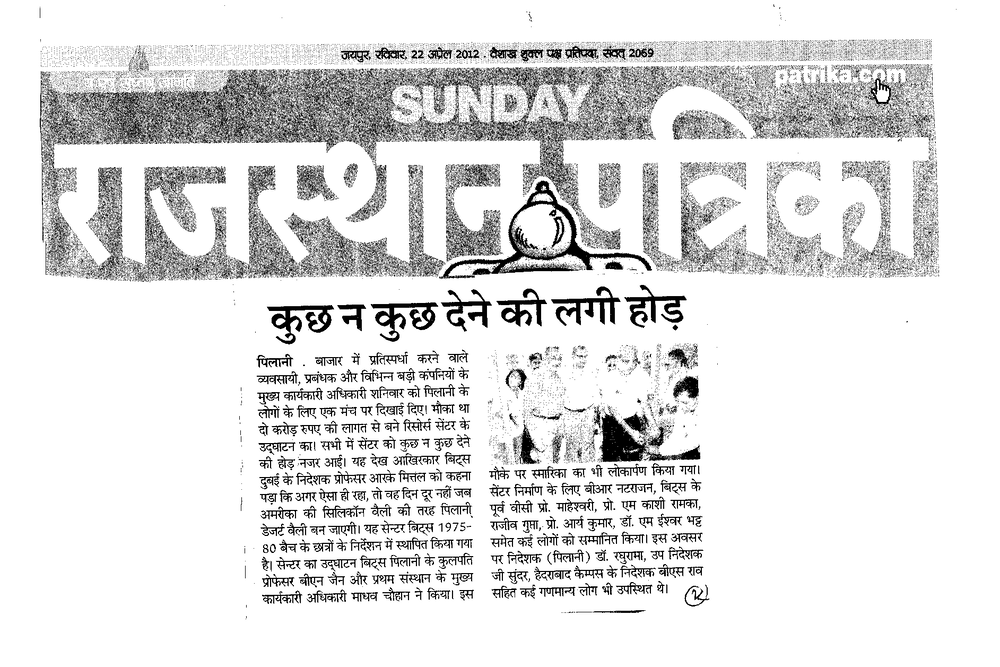 जयपुर, रविवार, 22 अप्रेल 2012 . वैशाख शुक्ल पक्ष प्रतिपदा, संवत् 2069
patrika.com
SUNDAY
राजस्थान पत्रिका
कुछ न कुछ देने की लगी होड़
पिलानी . बाजार में प्रतिस्पर्धा करने वाले
व्यवसायी, प्रबंधक और विभिन्न बड़ी कंपनियों के
मुख्य कार्यकारी अधिकारी शनिवार को पिलानी के
लोगों के लिए एक मंच पर दिखाई दिए। मौका था
दो करोड़ रुपए की लागत से बने रिसोर्स सेंटर के
उद्घाटन का। सभी में सेंटर को कुछ न कुछ देने
की होड़ नजर आई। यह देख आखिरकार बिट्स
दुबई के निदेशक प्रोफेसर आरके मित्तल को कहना
पड़ा कि अगर ऐसा ही रहा, तो वह दिन दूर नहीं जब
अमरीका की सिलिकॉन वैली की तरह पिलानी
डेजर्ट वैली बन जाएगी। यह सेन्टर बिट्स 1975-
80 बैच के छात्रों के निर्देशन में स्थापित किया गया
है। सेन्टर का उद्घाटन बिट्स पिलानी के कुलपति
प्रोफेसर बीएन जैन और प्रथम संस्थान के मुख्य
कार्यकारी अधिकारी माधव चौहान ने किया। इस
मौके पर स्मारिका का भी लोकार्पण किया गया।
सेंटर निर्माण के लिए बीआर नटराजन, बिट्स के
पूर्व वीसी प्रो. माहेश्वरी, प्रो. एम काशी रामका,
राजीव गुप्ता, प्रो. आर्य कुमार, डॉ. एम ईश्वर भट्ट
समेत कई लोगों को सम्मानित किया। इस अवसर
पर निदेशक (पिलानी) डॉ. रघुरामा, उप निदेशक
जी सुंदर, हैदराबाद कैम्पस के निदेशक बीएस राव
सहित कई गणमान्य लोग भी उपस्थित थे।